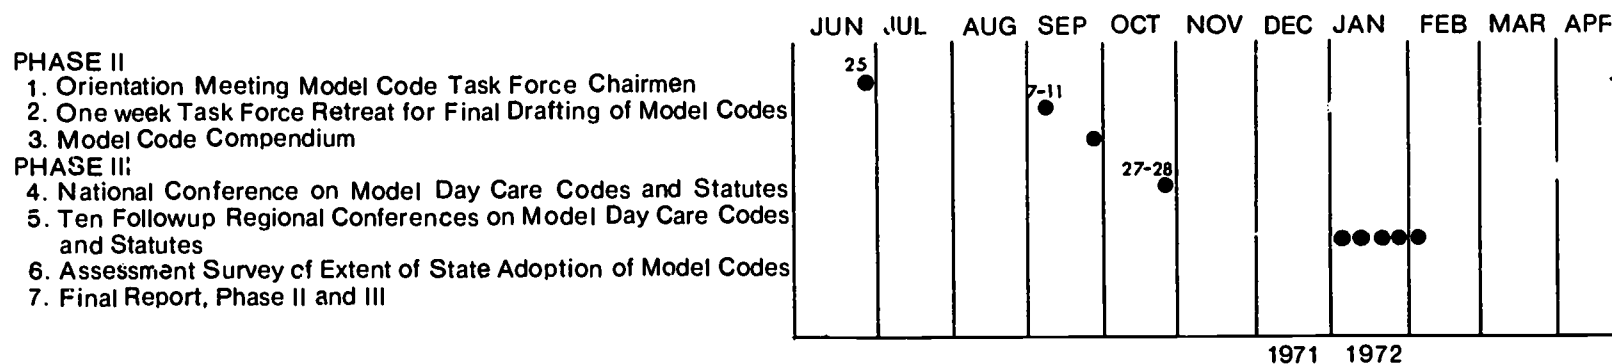 JUN JUL AUG SEP OCT NOV DEC JAN FEB MAR APR
PHASE II
1. Orientation Meeting Model Code Task Force Chairmen 25
2. One week Task Force Retreat for Final Drafting of Model Codes 7-11
3. Model Code Compendium
PHASE III
4. National Conference on Model Day Care Codes and Statutes 27-28
5. Ten Followup Regional Conferences on Model Day Care Codes
and Statutes
6. Assessment Survey of Extent of State Adoption of Model Codes
7. Final Report, Phase II and III
1971 1972